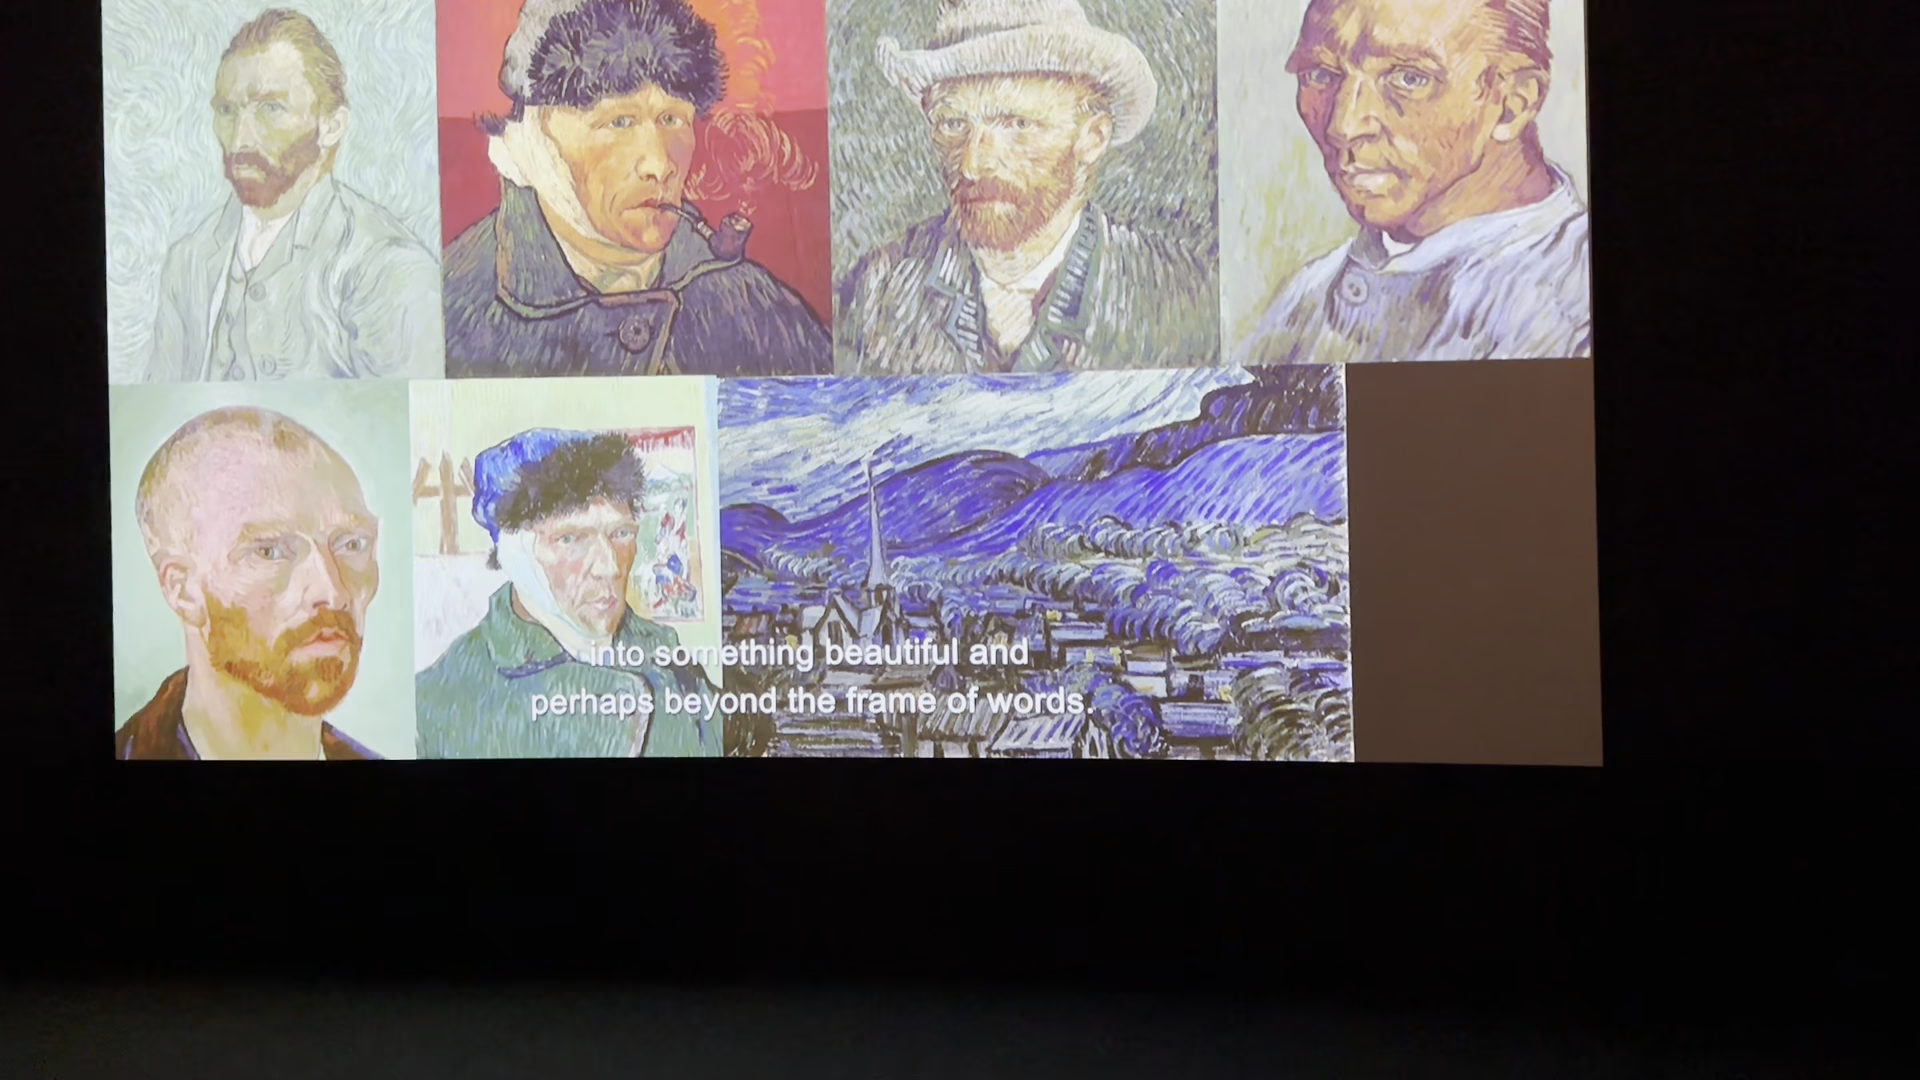 into something beautiful and
perhaps beyond the frame of words.